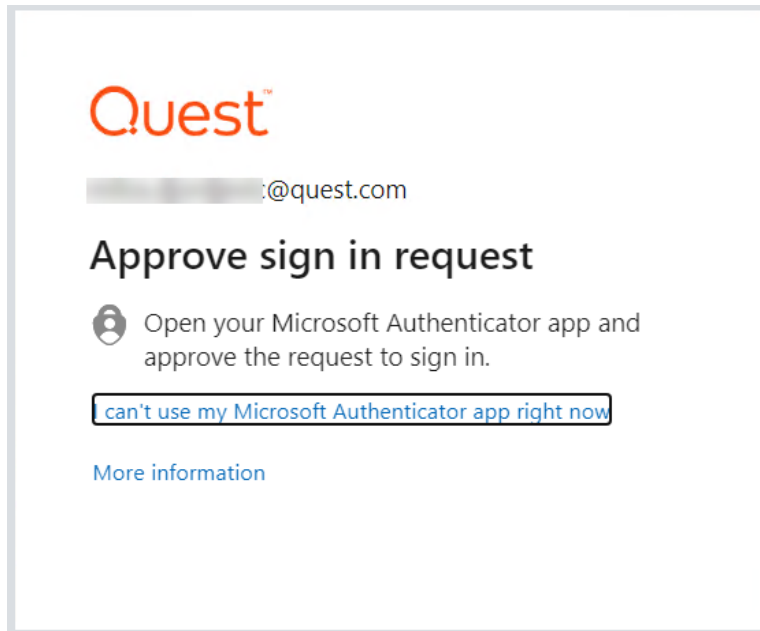 Quest™
@quest.com
Approve sign in request
Open your Microsoft Authenticator app and
approve the request to sign in.
I can't use my Microsoft Authenticator app right now
More information